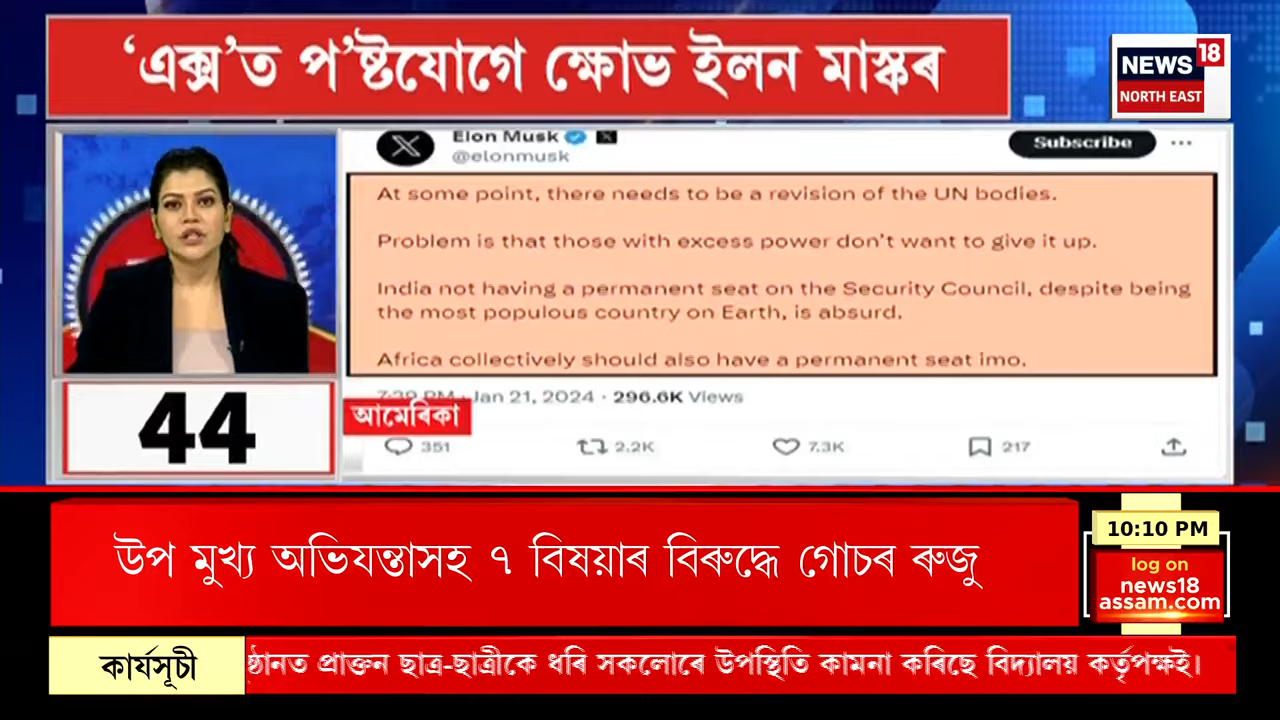 ‘এক্স’ত প’ষ্টযোগে ক্ষোভ ইলন মাস্কৰ
NEWS 18
NORTH EAST
Elon Musk
@elonmusk
Subscribe
At some point, there needs to be a revision of the UN bodies.
Problem is that those with excess power don't want to give it up.
India not having a permanent seat on the Security Council, despite being
the most populous country on Earth, is absurd.
Africa collectively should also have a permanent seat imo.
7:39 PM · Jan 21, 2024 · 296.6K Views
আমেৰিকা
351 2.2K 7.3K 217
44
উপ মুখ্য অভিযন্তাসহ ৭ বিষয়াৰ বিৰুদ্ধে গোচৰ ৰুজু
10:10 PM
log on
news18
assam.com
কাৰ্যসূচী
ষ্ঠানত প্ৰাক্তন ছাত্ৰ-ছাত্ৰীকে ধৰি সকলোৰে উপস্থিতি কামনা কৰিছে বিদ্যালয় কৰ্তৃপক্ষই।